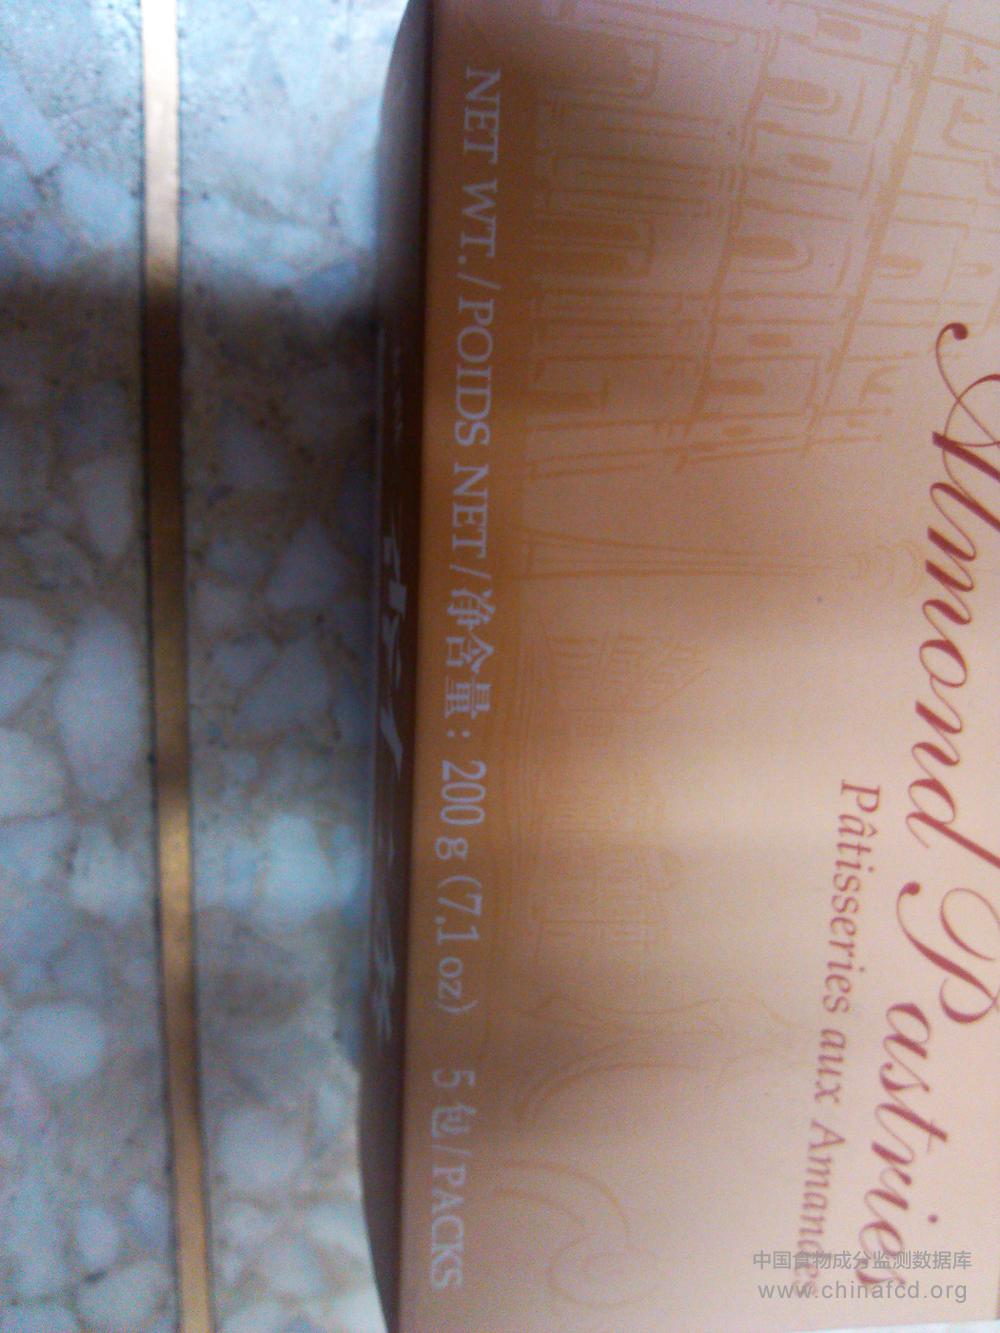 Almond Pastries
Pâtisseries aux Amandes
NET WT./POIDS NET/净含量：200 g (7.1 oz) 5包/PACKS
中国食物成分监测数据库
www.chinafcd.org